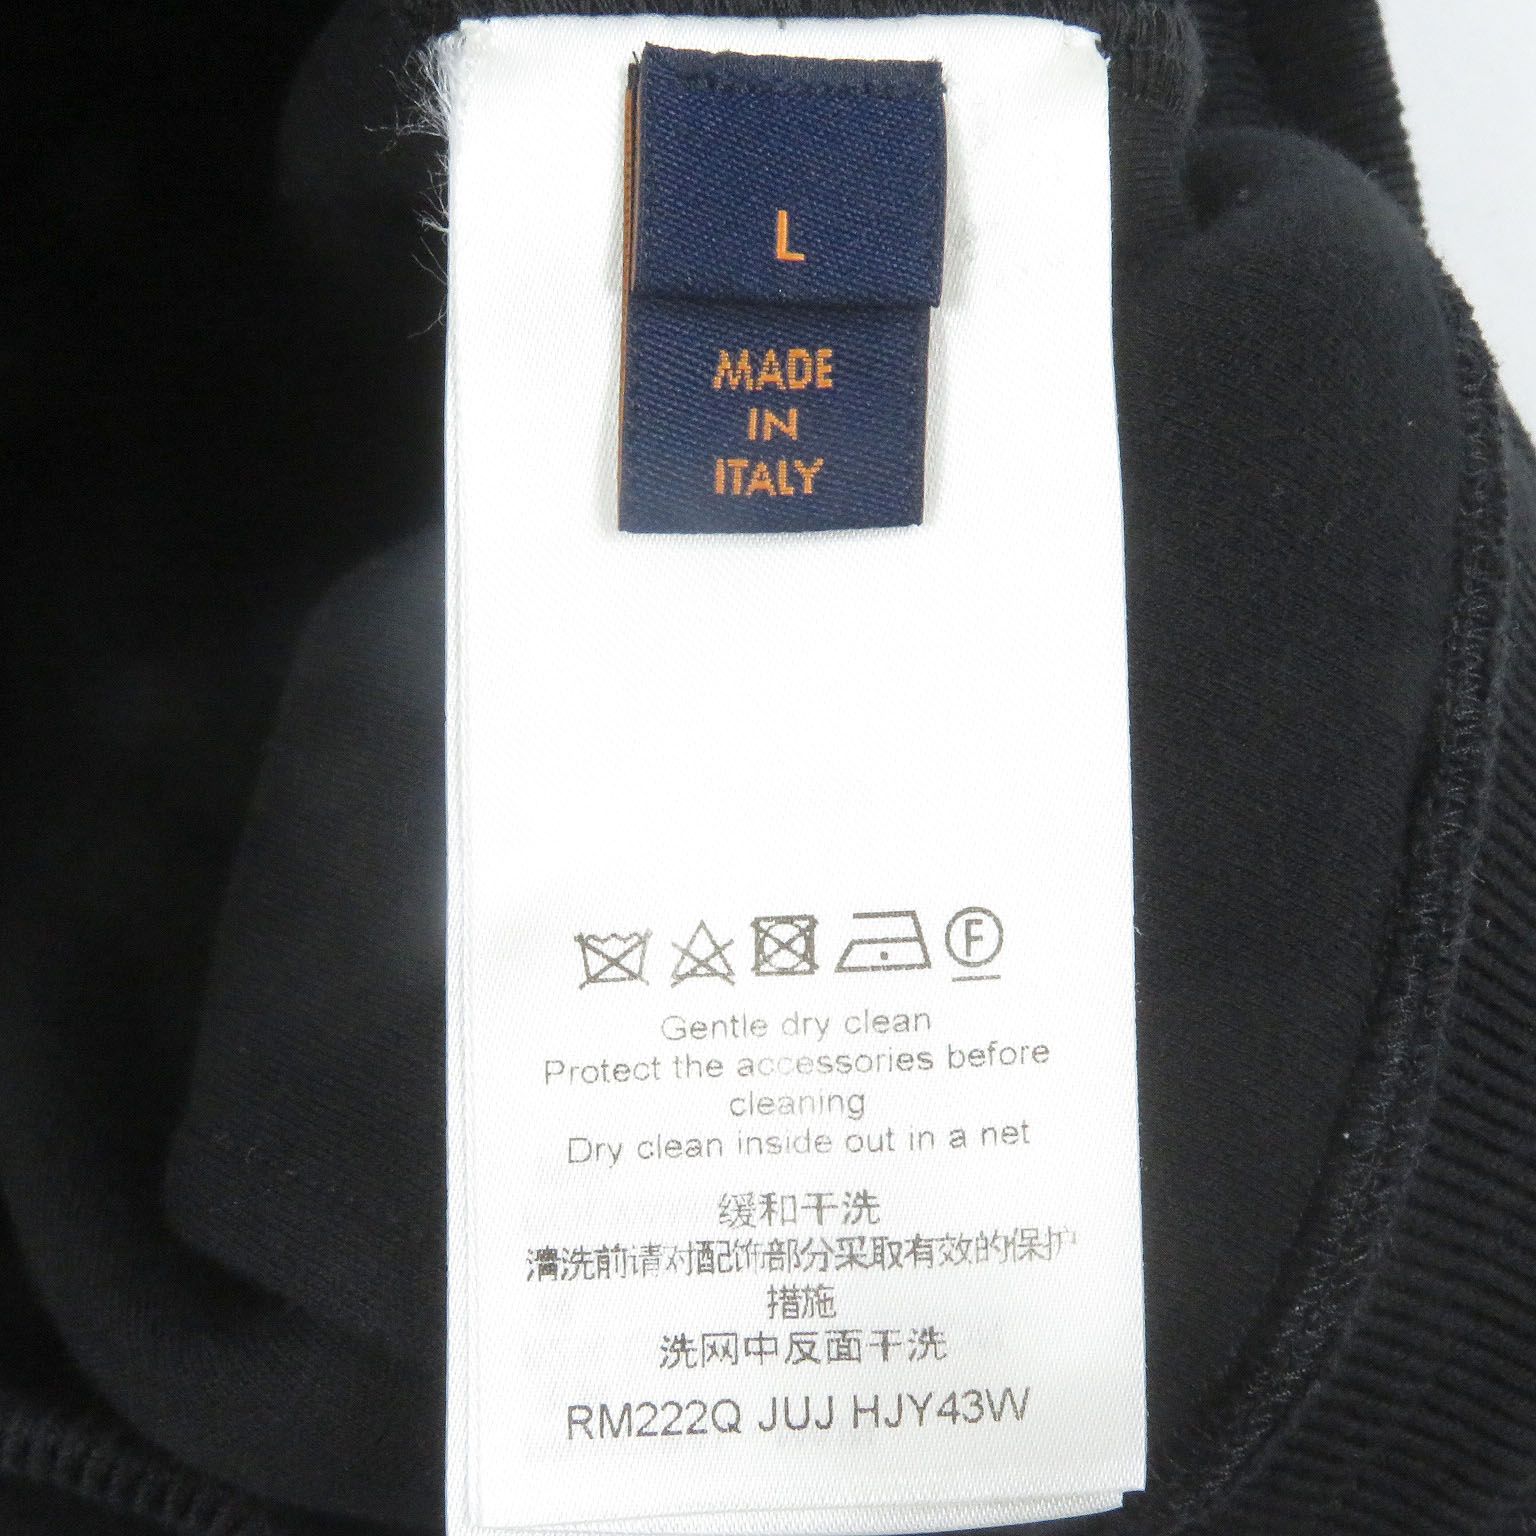 L
MADE
IN
ITALY
F
Gentle dry clean
Protect the accessories before
cleaning
Dry clean inside out in a net
缓和干洗
清洗前请对配饰部分采取有效的保护
措施
洗网中反面干洗
RM222Q JUJ HJY43W